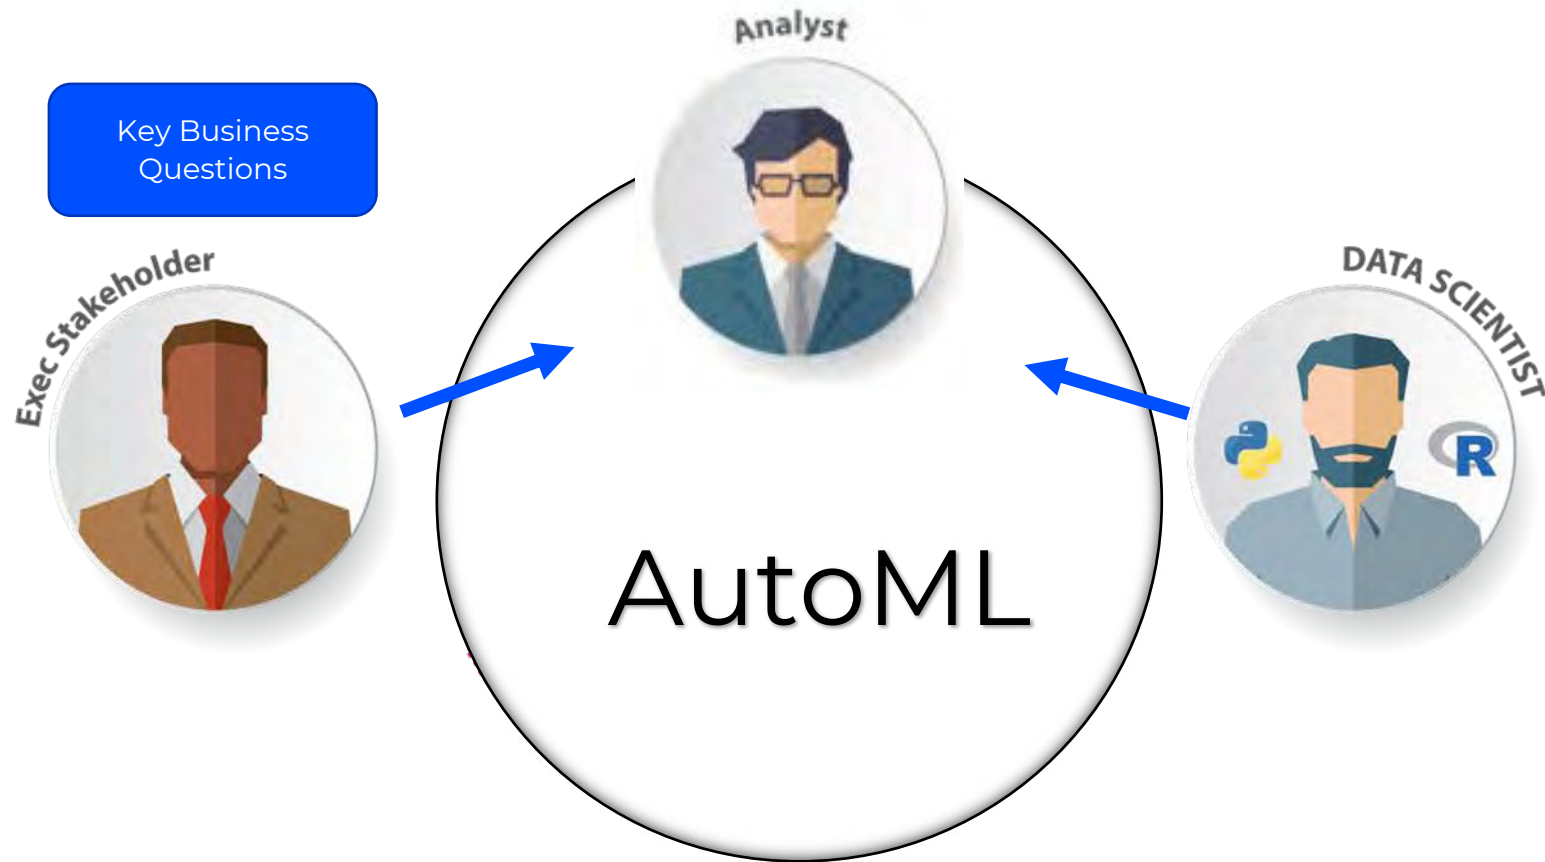 Analyst
Key Business
Questions
Exec Stakeholder
DATA SCIENTIST
R
AutoML